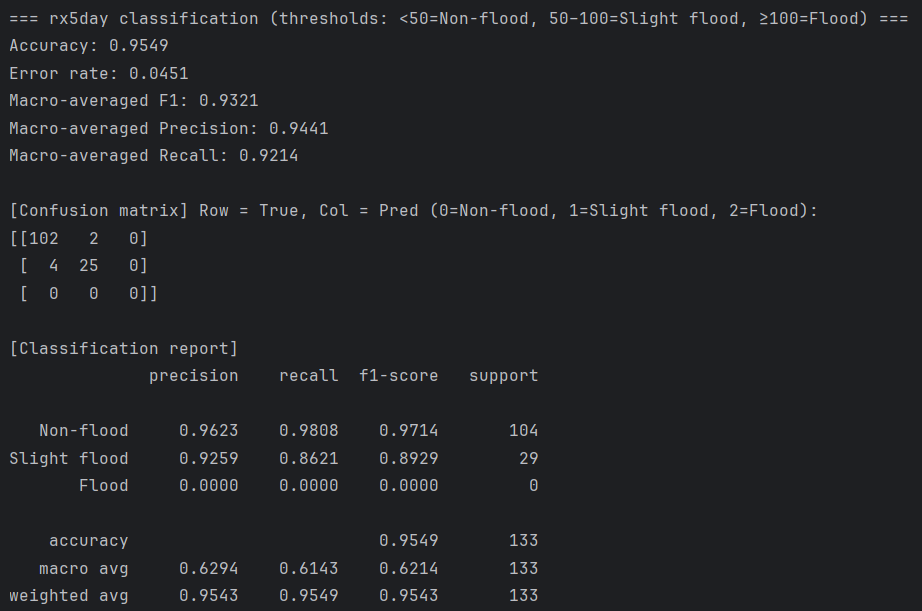 === rx5day classification (thresholds: <50=Non-flood, 50–100=Slight flood, ≥100=Flood) ===
Accuracy: 0.9549
Error rate: 0.0451
Macro-averaged F1: 0.9321
Macro-averaged Precision: 0.9441
Macro-averaged Recall: 0.9214
[Confusion matrix] Row = True, Col = Pred (0=Non-flood, 1=Slight flood, 2=Flood):
[[102   2   0]
 [  4  25   0]
 [  0   0   0]]
[Classification report]
              precision    recall  f1-score   support
   Non-flood     0.9623    0.9808    0.9714       104
Slight flood     0.9259    0.8621    0.8929        29
       Flood     0.0000    0.0000    0.0000         0
    accuracy                         0.9549       133
   macro avg     0.6294    0.6143    0.6214       133
weighted avg     0.9543    0.9549    0.9543       133